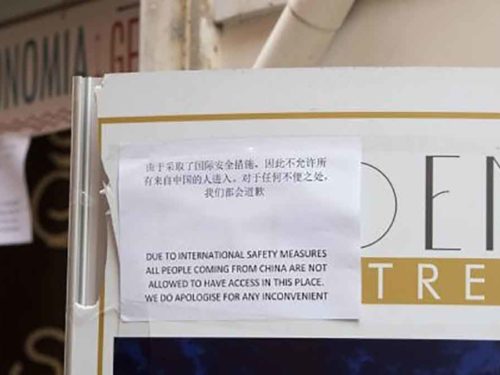 ONOMIA GE
由于采取了国际安全措施，因此不允许所
有来自中国的人进入。对于任何不便之处，
我们都会道歉
DUE TO INTERNATIONAL SAFETY MEASURES
ALL PEOPLE COMING FROM CHINA ARE NOT
ALLOWED TO HAVE ACCESS IN THIS PLACE.
WE DO APOLOGISE FOR ANY INCONVENIENT
DEN
TRE